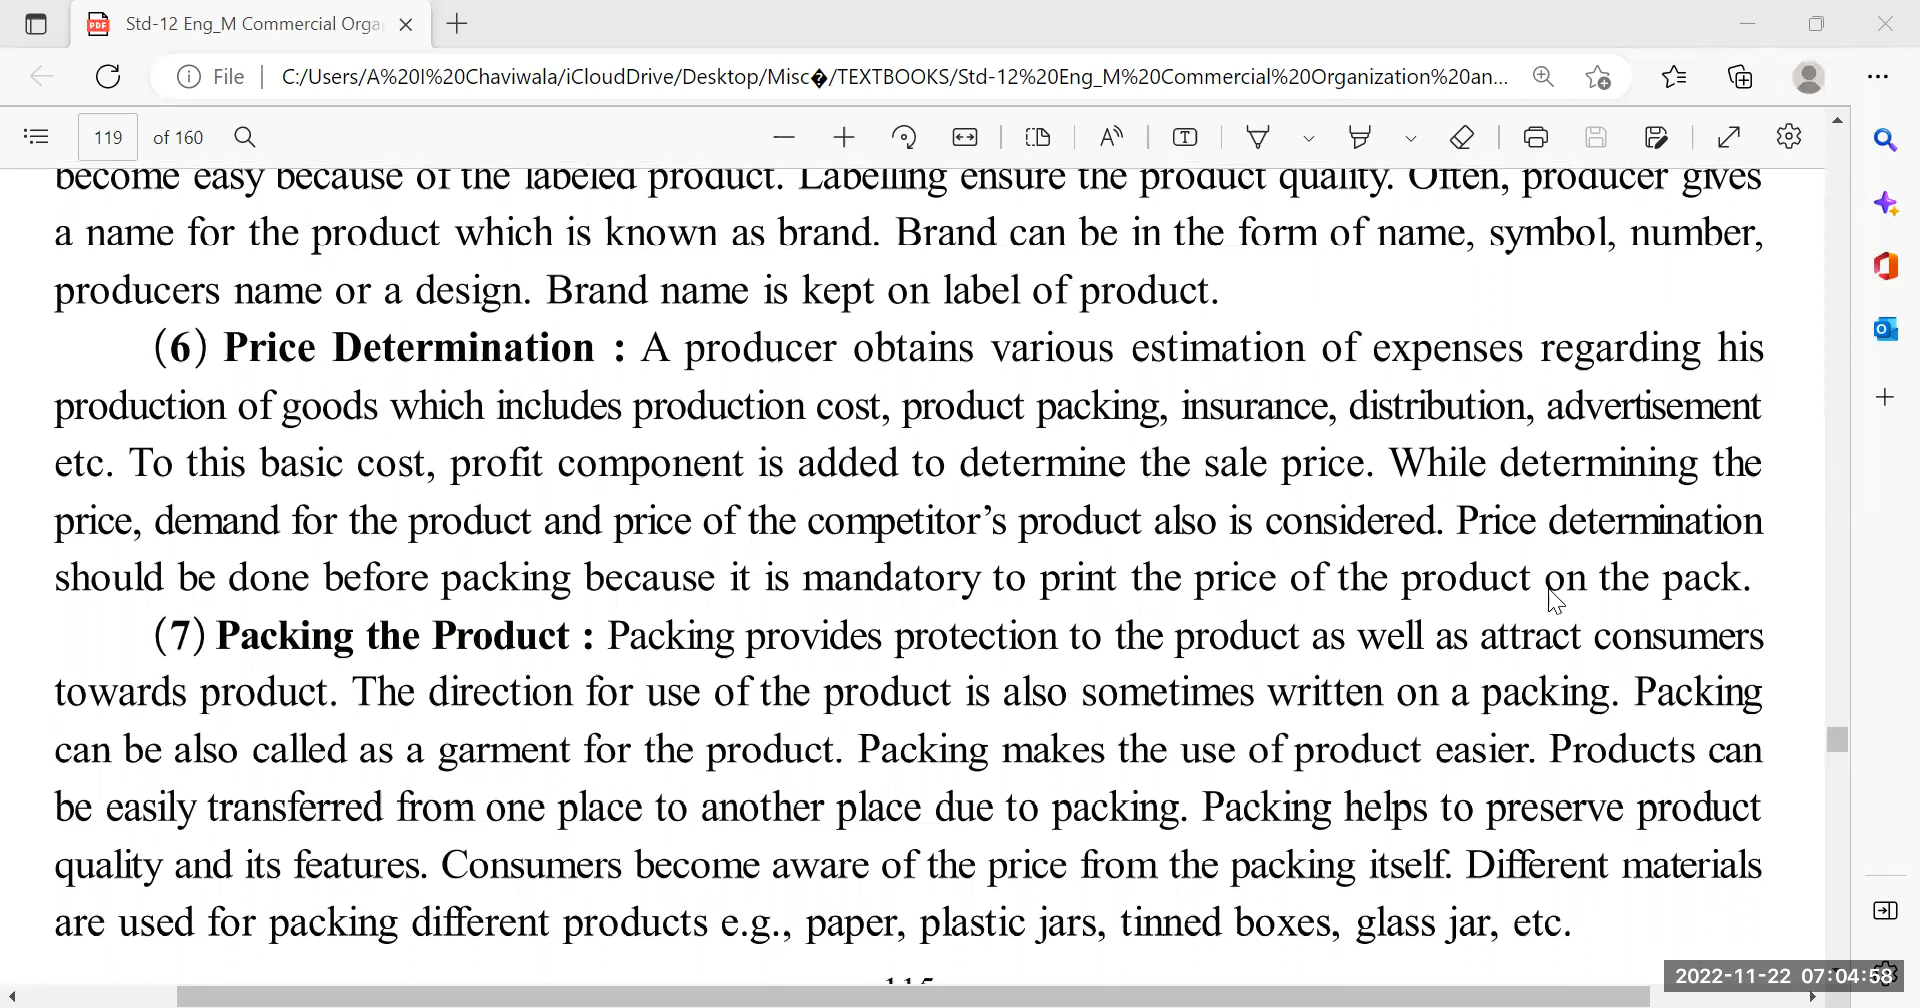 Std-12 Eng_M Commercial Orga
File
C:/Users/A%20I%20Chaviwala/iCloudDrive/Desktop/Misc�/TEXTBOOKS/Std-12%20Eng_M%20Commercial%20Organization%20an...
119 of 160
become easy because of the labeled product. Labelling ensure the product quality. Often, producer gives
a name for the product which is known as brand. Brand can be in the form of name, symbol, number,
producers name or a design. Brand name is kept on label of product.
(6) Price Determination : A producer obtains various estimation of expenses regarding his
production of goods which includes production cost, product packing, insurance, distribution, advertisement
etc. To this basic cost, profit component is added to determine the sale price. While determining the
price, demand for the product and price of the competitor's product also is considered. Price determination
should be done before packing because it is mandatory to print the price of the product on the pack.
(7) Packing the Product : Packing provides protection to the product as well as attract consumers
towards product. The direction for use of the product is also sometimes written on a packing. Packing
can be also called as a garment for the product. Packing makes the use of product easier. Products can
be easily transferred from one place to another place due to packing. Packing helps to preserve product
quality and its features. Consumers become aware of the price from the packing itself. Different materials
are used for packing different products e.g., paper, plastic jars, tinned boxes, glass jar, etc.
2022-11-22 07:04:58